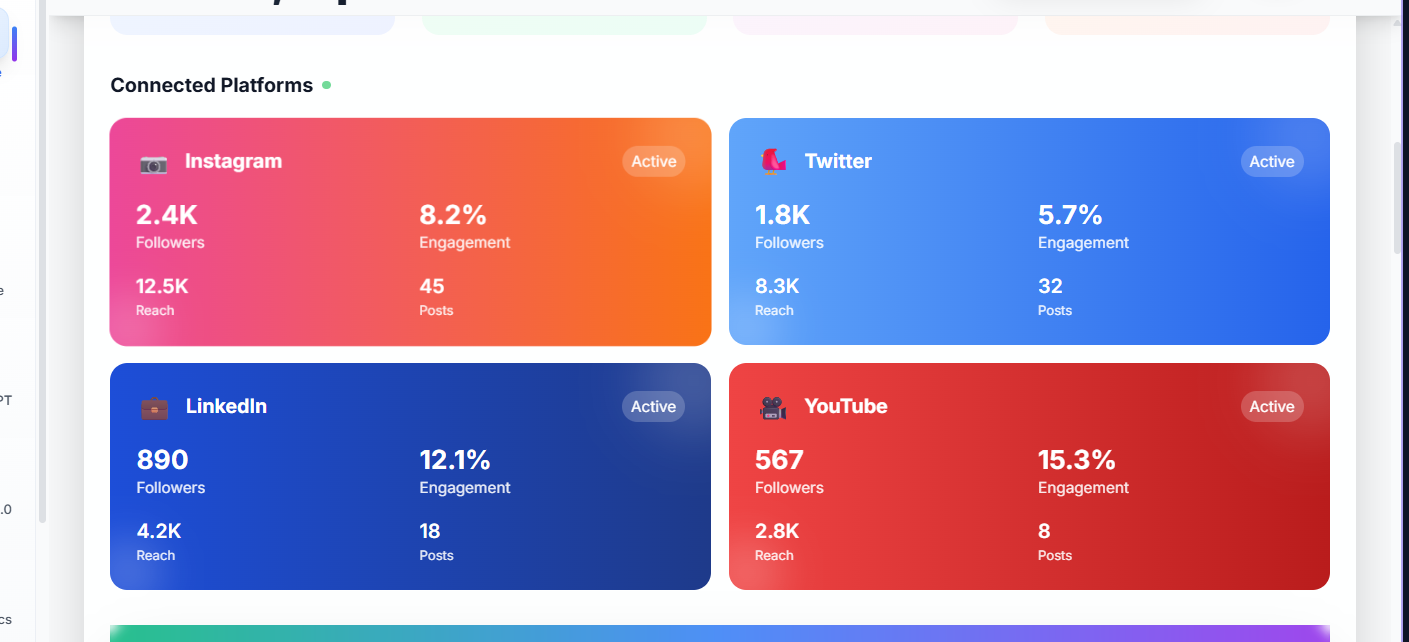 Connected Platforms
Instagram
Active
2.4K
8.2%
Followers
Engagement
12.5K
45
Reach
Posts
Twitter
Active
1.8K
5.7%
Followers
Engagement
8.3K
32
Reach
Posts
LinkedIn
Active
890
12.1%
Followers
Engagement
4.2K
18
Reach
Posts
YouTube
Active
567
15.3%
Followers
Engagement
2.8K
8
Reach
Posts